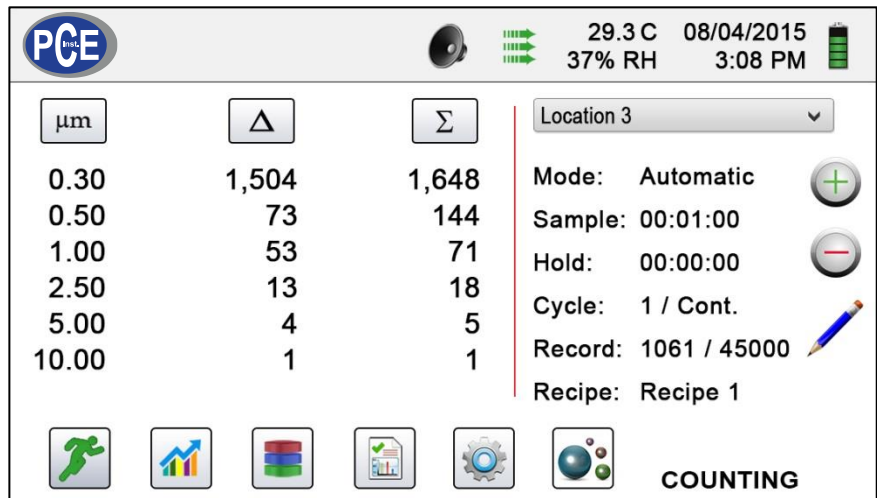 PCE Inst.
29.3 C 08/04/2015
37% RH 3:08 PM
µm Δ Σ
0.30 1,504 1,648
0.50 73 144
1.00 53 71
2.50 13 18
5.00 4 5
10.00 1 1
Location 3
Mode: Automatic
Sample: 00:01:00
Hold: 00:00:00
Cycle: 1 / Cont.
Record: 1061 / 45000
Recipe: Recipe 1
COUNTING